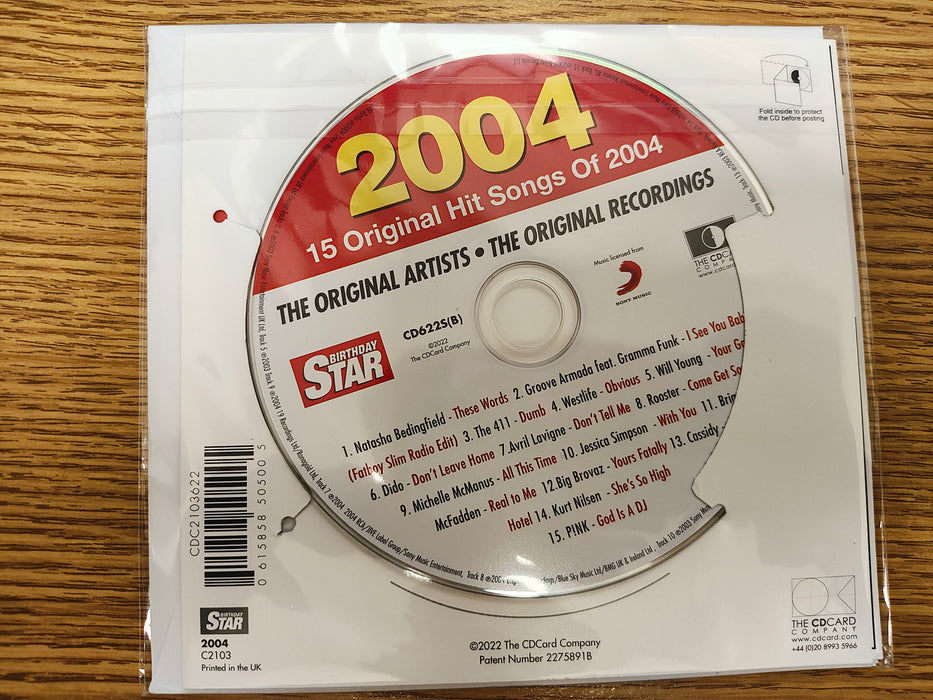 2004
15 Original Hit Songs Of 2004
THE ORIGINAL ARTISTS • THE ORIGINAL RECORDINGS
Fold inside to protect
the CD before posting
Music licensed from
SONY MUSIC
THE CDCARD
COMPANY
www.cdcard
BIRTHDAY
STAR
CD622S(B)
©2022
The CDCard Company
1. Natasha Bedingfield - These Words 2. Groove Armada feat. Gramma Funk - I See You Bab
(Fatboy Slim Radio Edit) 3. The 411 - Dumb 4. Westlife - Obvious 5. Will Young - Your Ga
6. Dido - Don't Leave Home 7.Avril Lavigne - Don't Tell Me 8. Rooster - Come Get So
9. Michelle McManus - All This Time 10. Jessica Simpson - With You 11. Bria
McFadden - Real to Me 12.Big Brovaz - Yours Fatally 13. Cassidy -
Hotel 14. Kurt Nilsen - She's So High
15. P!NK - God Is A DJ
CDC2103622
0 615858 505005
BIRTHDAY
STAR
2004
C2103
Printed in the UK
©2022 The CDCard Company
Patent Number 2275891B
THE CDCARD
COMPANY
www.cdcard.com
+44 (0)20 8993 5966